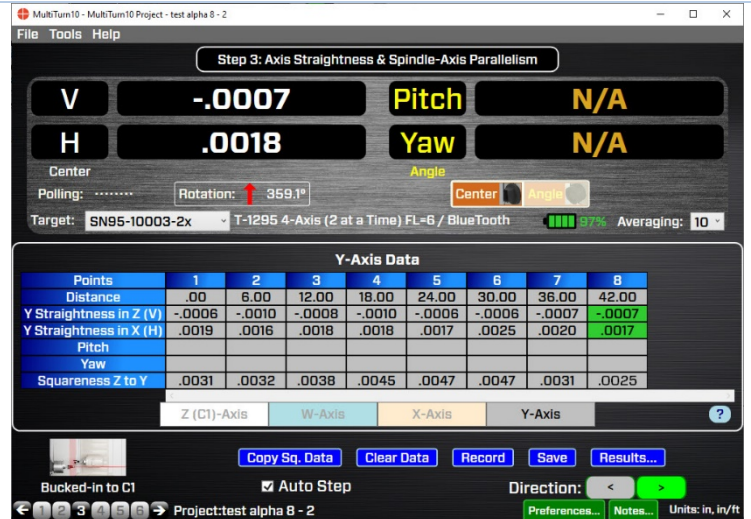 MultiTurn10 - MultiTurn10 Project - test alpha 8 - 2
File Tools Help
Step 3: Axis Straightness & Spindle-Axis Parallelism
V -.0007 Pitch N/A
H .0018 Yaw N/A
Center Angle
Polling: ········ Rotation: 359.1° Center Angle
Target: SN95-10003-2x T-1295 4-Axis (2 at a Time) FL=6 / BlueTooth 97% Averaging: 10
Y-Axis Data
Points 1 2 3 4 5 6 7 8
Distance .00 6.00 12.00 18.00 24.00 30.00 36.00 42.00
Y Straightness in Z (V) -.0006 -.0010 -.0008 -.0010 -.0006 -.0006 -.0007 -.0007
Y Straightness in X (H) .0019 .0016 .0018 .0018 .0017 .0025 .0020 .0017
Pitch
Yaw
Squareness Z to Y .0031 .0032 .0038 .0045 .0047 .0047 .0031 .0025
Z (C1)-Axis W-Axis X-Axis Y-Axis ?
Copy Sq. Data Clear Data Record Save Results...
Bucked-in to C1 Auto Step Direction: < >
1 2 3 4 5 6 Project:test alpha 8 - 2 Preferences... Notes... Units: in, in/ft